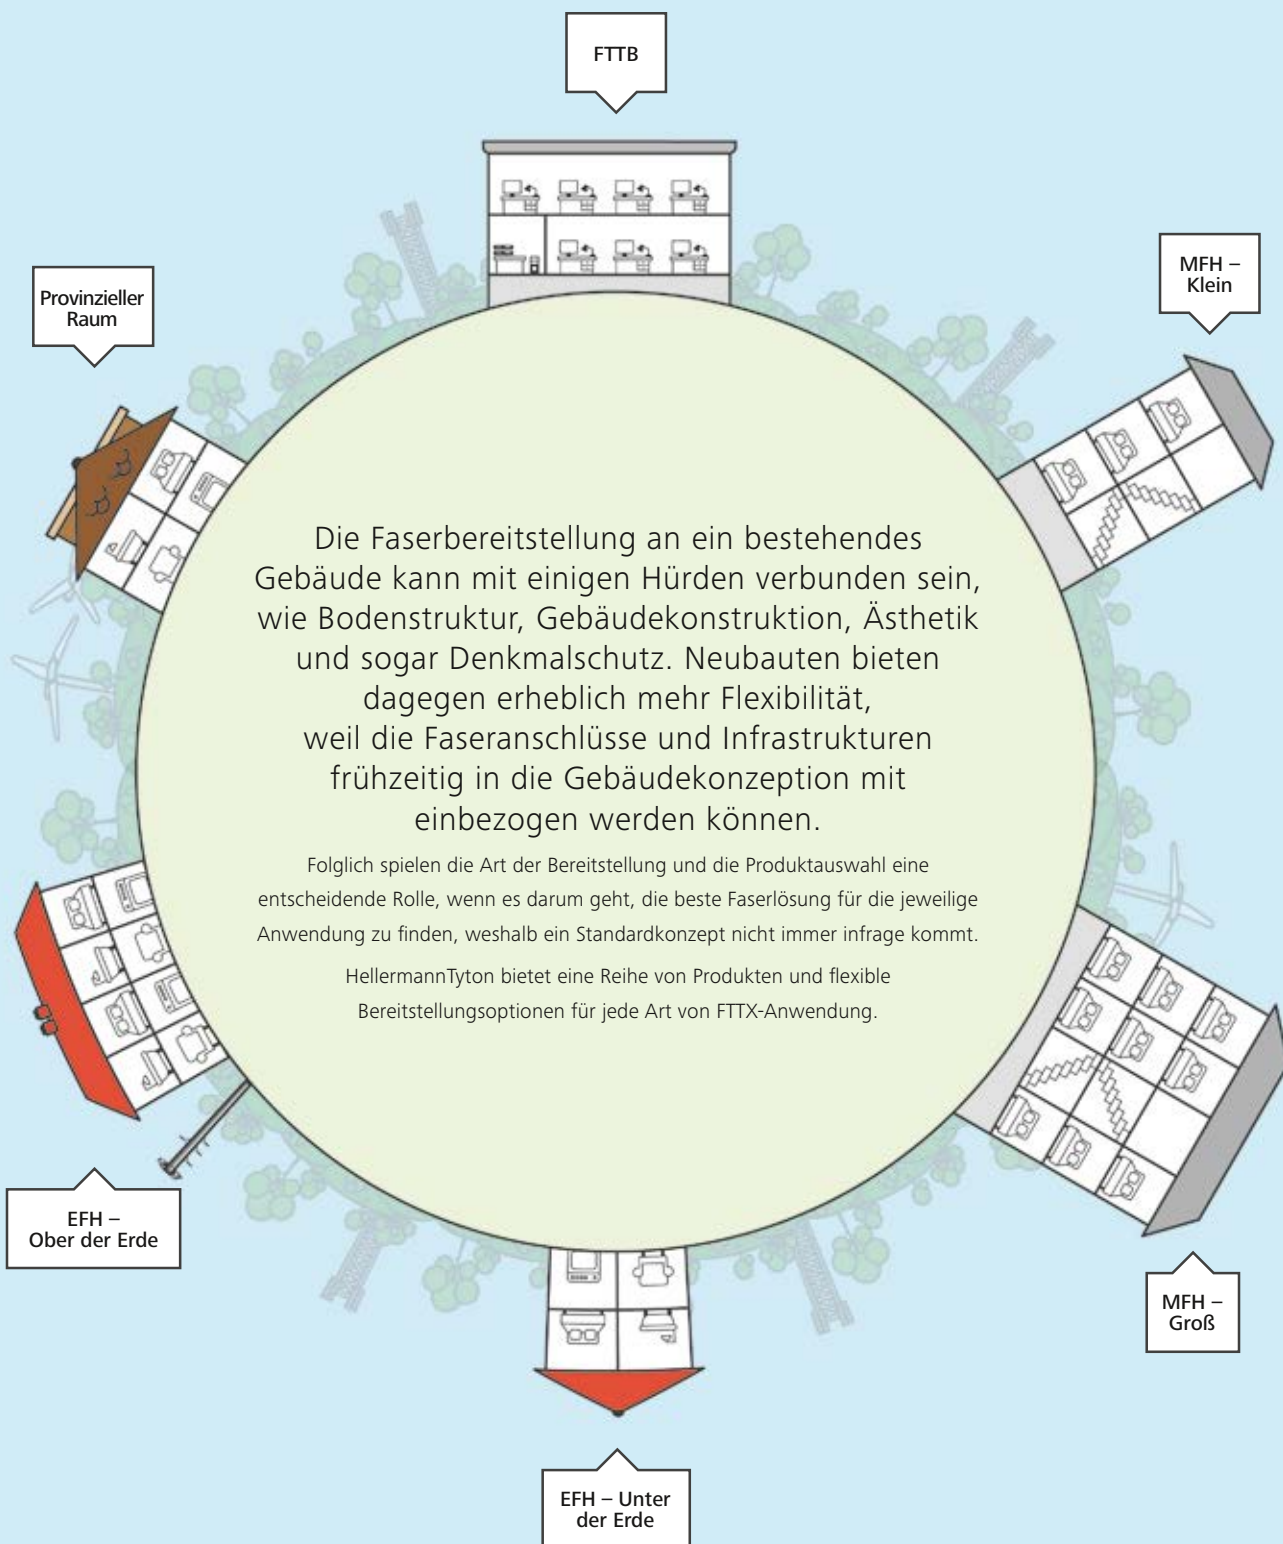 FTTB
MFH –
Klein
Provinzieller
Raum
Die Faserbereitstellung an ein bestehendes
Gebäude kann mit einigen Hürden verbunden sein,
wie Bodenstruktur, Gebäudekonstruktion, Ästhetik
und sogar Denkmalschutz. Neubauten bieten
dagegen erheblich mehr Flexibilität,
weil die Faseranschlüsse und Infrastrukturen
frühzeitig in die Gebäudekonzeption mit
einbezogen werden können.
Folglich spielen die Art der Bereitstellung und die Produktauswahl eine
entscheidende Rolle, wenn es darum geht, die beste Faserlösung für die jeweilige
Anwendung zu finden, weshalb ein Standardkonzept nicht immer infrage kommt.
HellermannTyton bietet eine Reihe von Produkten und flexible
Bereitstellungsoptionen für jede Art von FTTX-Anwendung.
EFH –
Ober der Erde
MFH –
Groß
EFH – Unter
der Erde